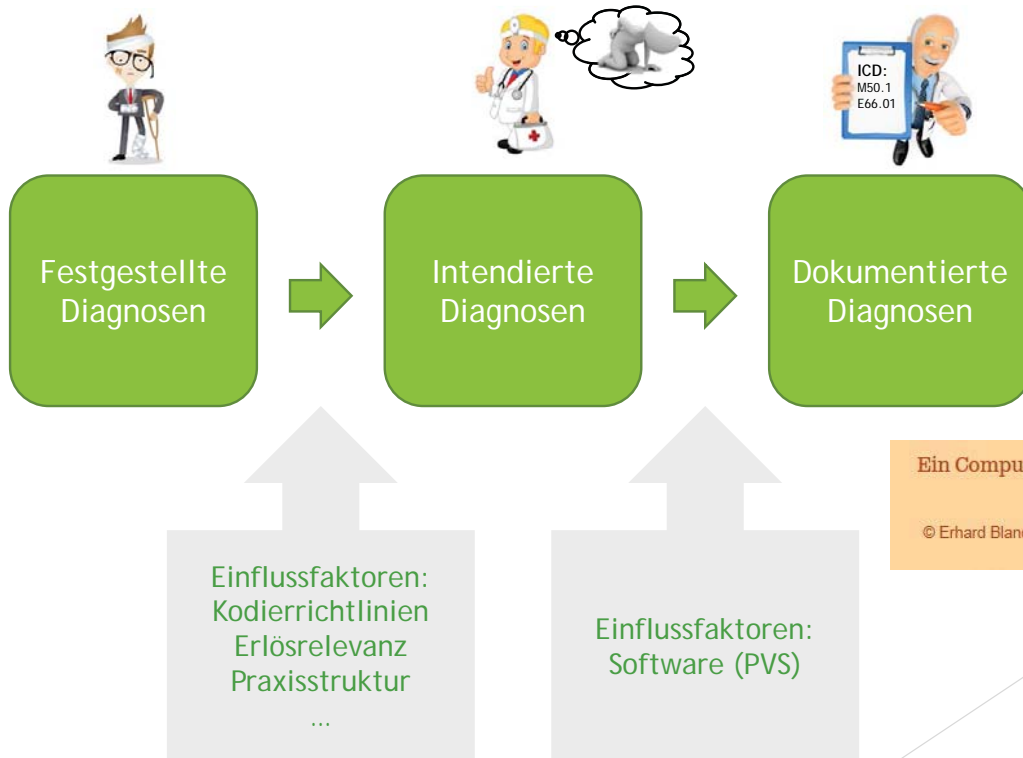 ICD:
M50.1
E66.01
Festgestellte
Diagnosen
Intendierte
Diagnosen
Dokumentierte
Diagnosen
Ein Compu
© Erhard Blan
Einflussfaktoren:
Kodierrichtlinien
Erlösrelevanz
Praxisstruktur
...
Einflussfaktoren:
Software (PVS)